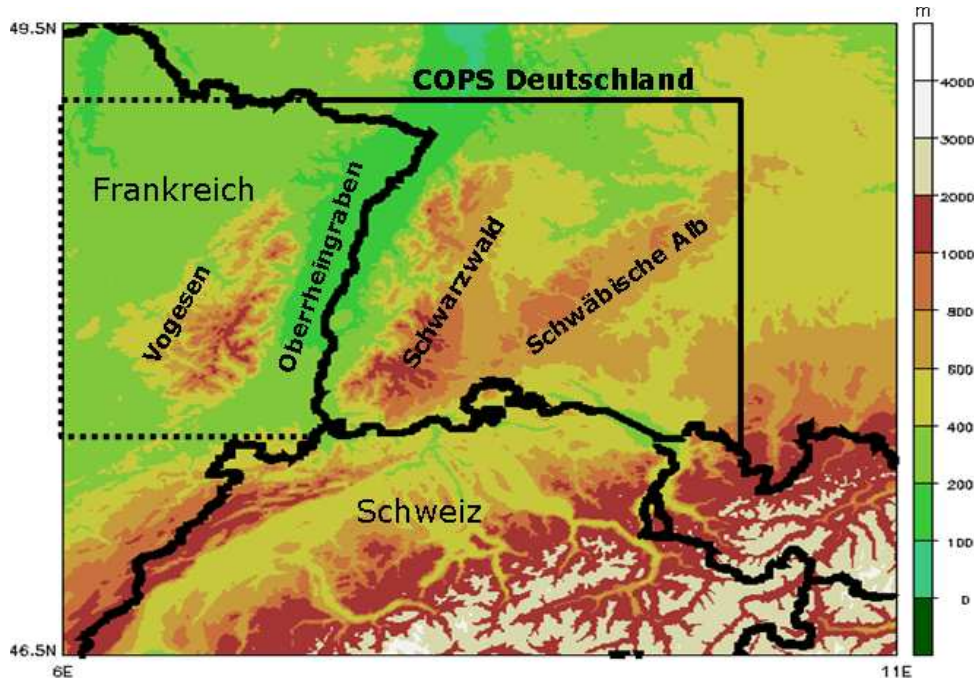 m
49.5N
COPS Deutschland
4000
3000
2000
1000
800
600
400
200
100
0
Frankreich
Vogesen
Oberrheingraben
Schwarzwald
Schwäbische Alb
Schweiz
46.5N
6E
11E